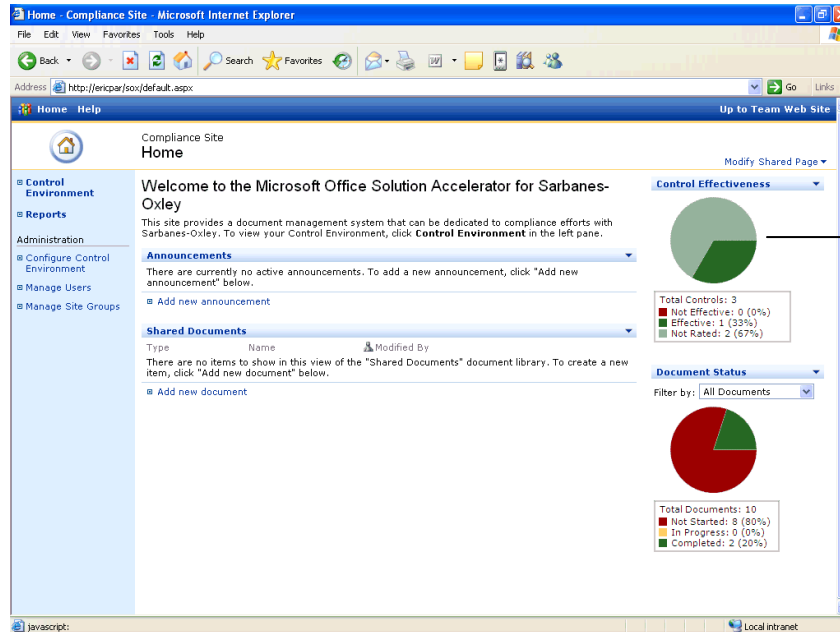 Home - Compliance Site - Microsoft Internet Explorer
File Edit View Favorites Tools Help
Back Search Favorites
Address http://ericpar/sox/default.aspx Go Links
Home Help Up to Team Web Site
Compliance Site
Home
Modify Shared Page
Control
Environment
Reports
Administration
Configure Control
Environment
Manage Users
Manage Site Groups
Welcome to the Microsoft Office Solution Accelerator for Sarbanes-
Oxley
This site provides a document management system that can be dedicated to compliance efforts with
Sarbanes-Oxley. To view your Control Environment, click Control Environment in the left pane.
Announcements
There are currently no active announcements. To add a new announcement, click "Add new
announcement" below.
Add new announcement
Shared Documents
Type Name Modified By
There are no items to show in this view of the "Shared Documents" document library. To create a new
item, click "Add new document" below.
Add new document
Control Effectiveness
Total Controls: 3
Not Effective: 0 (0%)
Effective: 1 (33%)
Not Rated: 2 (67%)
Document Status
Filter by: All Documents
Total Documents: 10
Not Started: 8 (80%)
In Progress: 0 (0%)
Completed: 2 (20%)
javascript: Local intranet